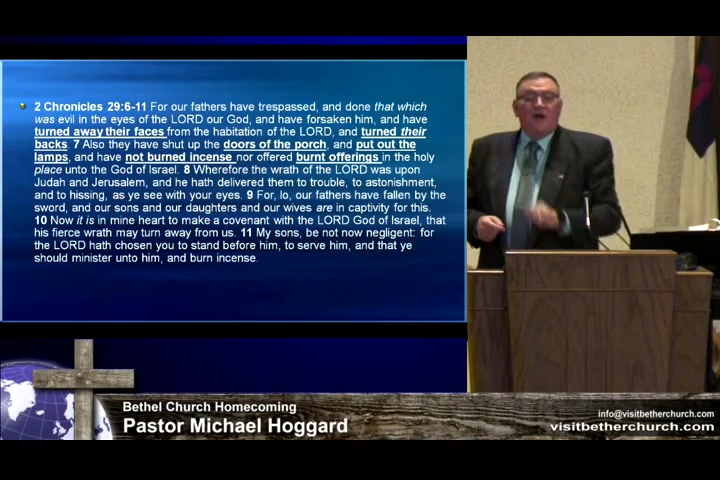 2 Chronicles 29:6-11 For our fathers have trespassed, and done that which
was evil in the eyes of the LORD our God, and have forsaken him, and have
turned away their faces from the habitation of the LORD, and turned their
backs. 7 Also they have shut up the doors of the porch, and put out the
lamps, and have not burned incense nor offered burnt offerings in the holy
place unto the God of Israel. 8 Wherefore the wrath of the LORD was upon
Judah and Jerusalem, and he hath delivered them to trouble, to astonishment,
and to hissing, as ye see with your eyes. 9 For, lo, our fathers have fallen by the
sword, and our sons and our daughters and our wives are in captivity for this.
10 Now it is in mine heart to make a covenant with the LORD God of Israel, that
his fierce wrath may turn away from us. 11 My sons, be not now negligent: for
the LORD hath chosen you to stand before him, to serve him, and that ye
should minister unto him, and burn incense.
Bethel Church Homecoming
Pastor Michael Hoggard
info@visitbetherchurch.com
visitbetherchurch.com